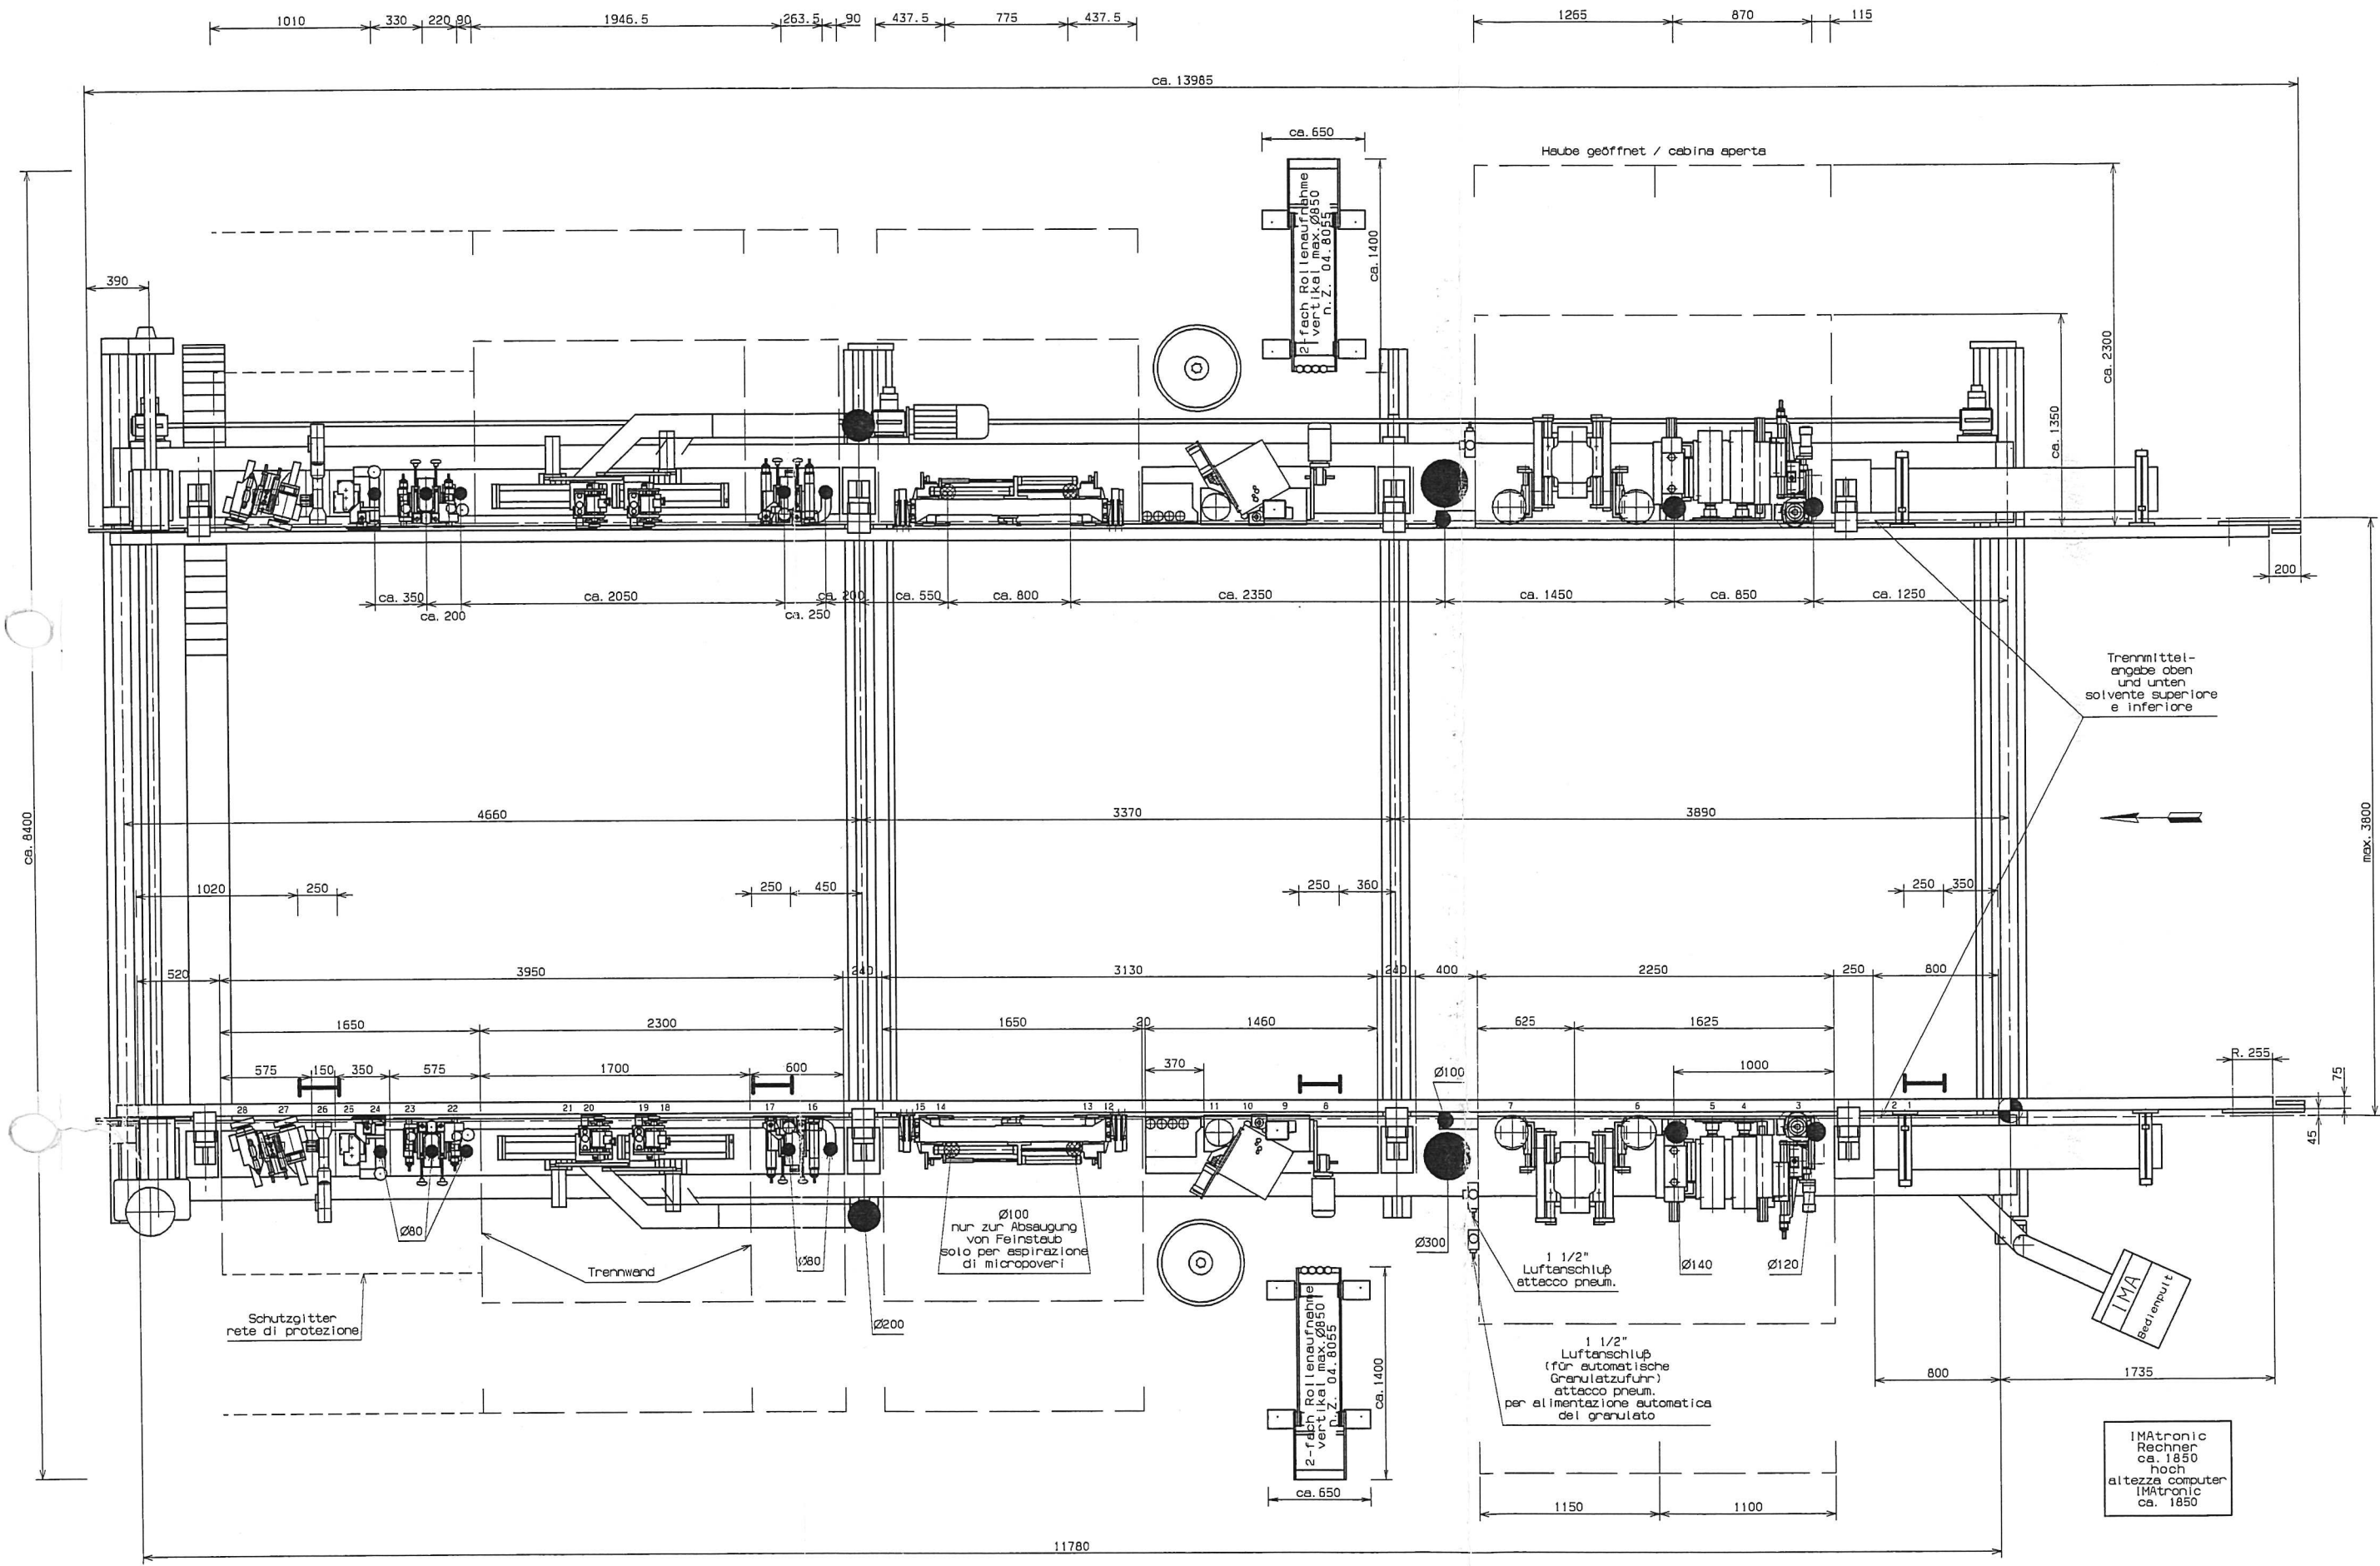 1010 330 220 90 1946.5 263.5 90 437.5 775 437.5 1265 870 115
ca. 13985
ca. 650
Haube geöffnet / cabina aperta
2-fach Rollenaufnahme
vertikal max.Ø850
n.Z. 04.8055
ca. 1400
ca. 2300
ca. 1350
390
200
ca. 350 ca. 2050 ca. 200 ca. 550 ca. 800 ca. 2350 ca. 1450 ca. 850 ca. 1250
ca. 200 ca. 250
Trennmittel-
angabe oben
und unten
solvente superiore
e inferiore
ca. 8400
4660 3370 3890
max. 3800
1020 250 250 450 250 360 250 350
520 3950 240 3130 240 400 2250 250 800
1650 2300 1650 20 1460 625 1625
575 150 350 575 1700 600 370 Ø100 1000 R. 255 75
28 27 26 25 24 23 22 21 20 19 18 17 16 15 14 13 12 11 10 9 8 7 6 5 4 3 2 1
45
Ø80
Trennwand
Ø80
Ø100
nur zur Absaugung
von Feinstaub
solo per aspirazione
di micropoveri
Ø300
1 1/2"
Luftanschluß
attacco pneum.
Ø140 Ø120
IMA
Bedienpult
Schutzgitter
rete di protezione
Ø200
2-fach Rollenaufnahme
vertikal max.Ø850
n.Z. 04.8055
ca. 1400
1 1/2"
Luftanschluß
(für automatische
Granulatzufuhr)
attacco pneum.
per alimentazione automatica
del granulato
800 1735
ca. 650
1150 1100
IMAtronic
Rechner
ca. 1850
hoch
altezza computer
IMAtronic
ca. 1850
11780